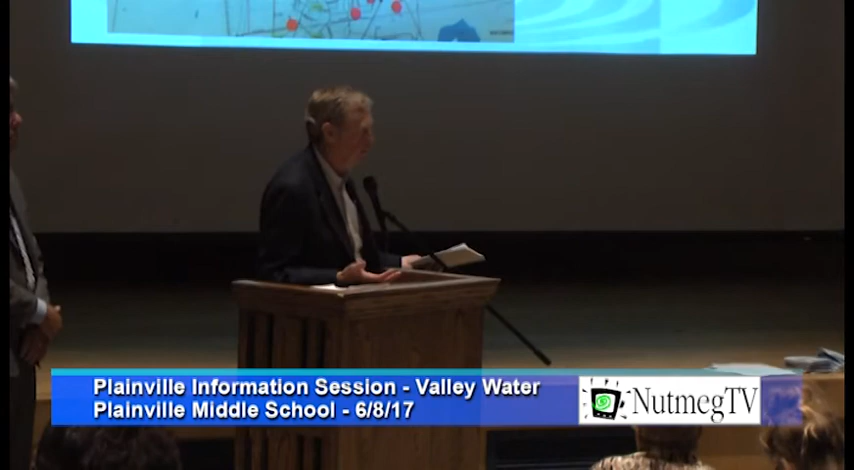 Plainville Information Session - Valley Water
Plainville Middle School - 6/8/17
NutmegTV